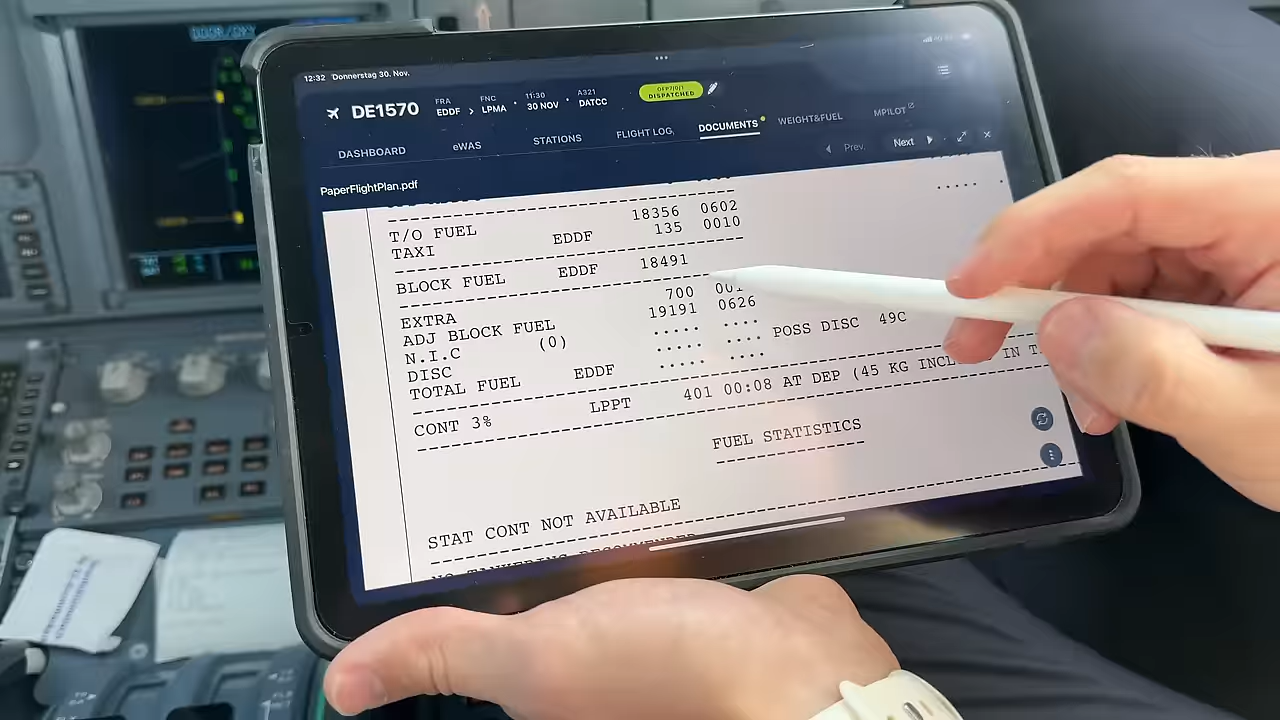 DOOR/OXY
12:32 Donnerstag 30. Nov.
DE1570 FRA EDDF > FNC LPMA · 11:30 30 NOV · A321 DATCC DISPATCHED
DASHBOARD eWAS STATIONS FLIGHT LOG DOCUMENTS WEIGHT&FUEL MPILOT
Prev. Next
PaperFlightPlan.pdf
T/O FUEL 18356 0602
TAXI EDDF 135 0010
BLOCK FUEL EDDF 18491
EXTRA 700
ADJ BLOCK FUEL 19191 0626
N.I.C (0) ..... ....
DISC ..... .... POSS DISC 49C
TOTAL FUEL EDDF ..... ....
CONT 3% LPPT 401 00:08 AT DEP (45 KG INCL IN
FUEL STATISTICS
STAT CONT NOT AVAILABLE